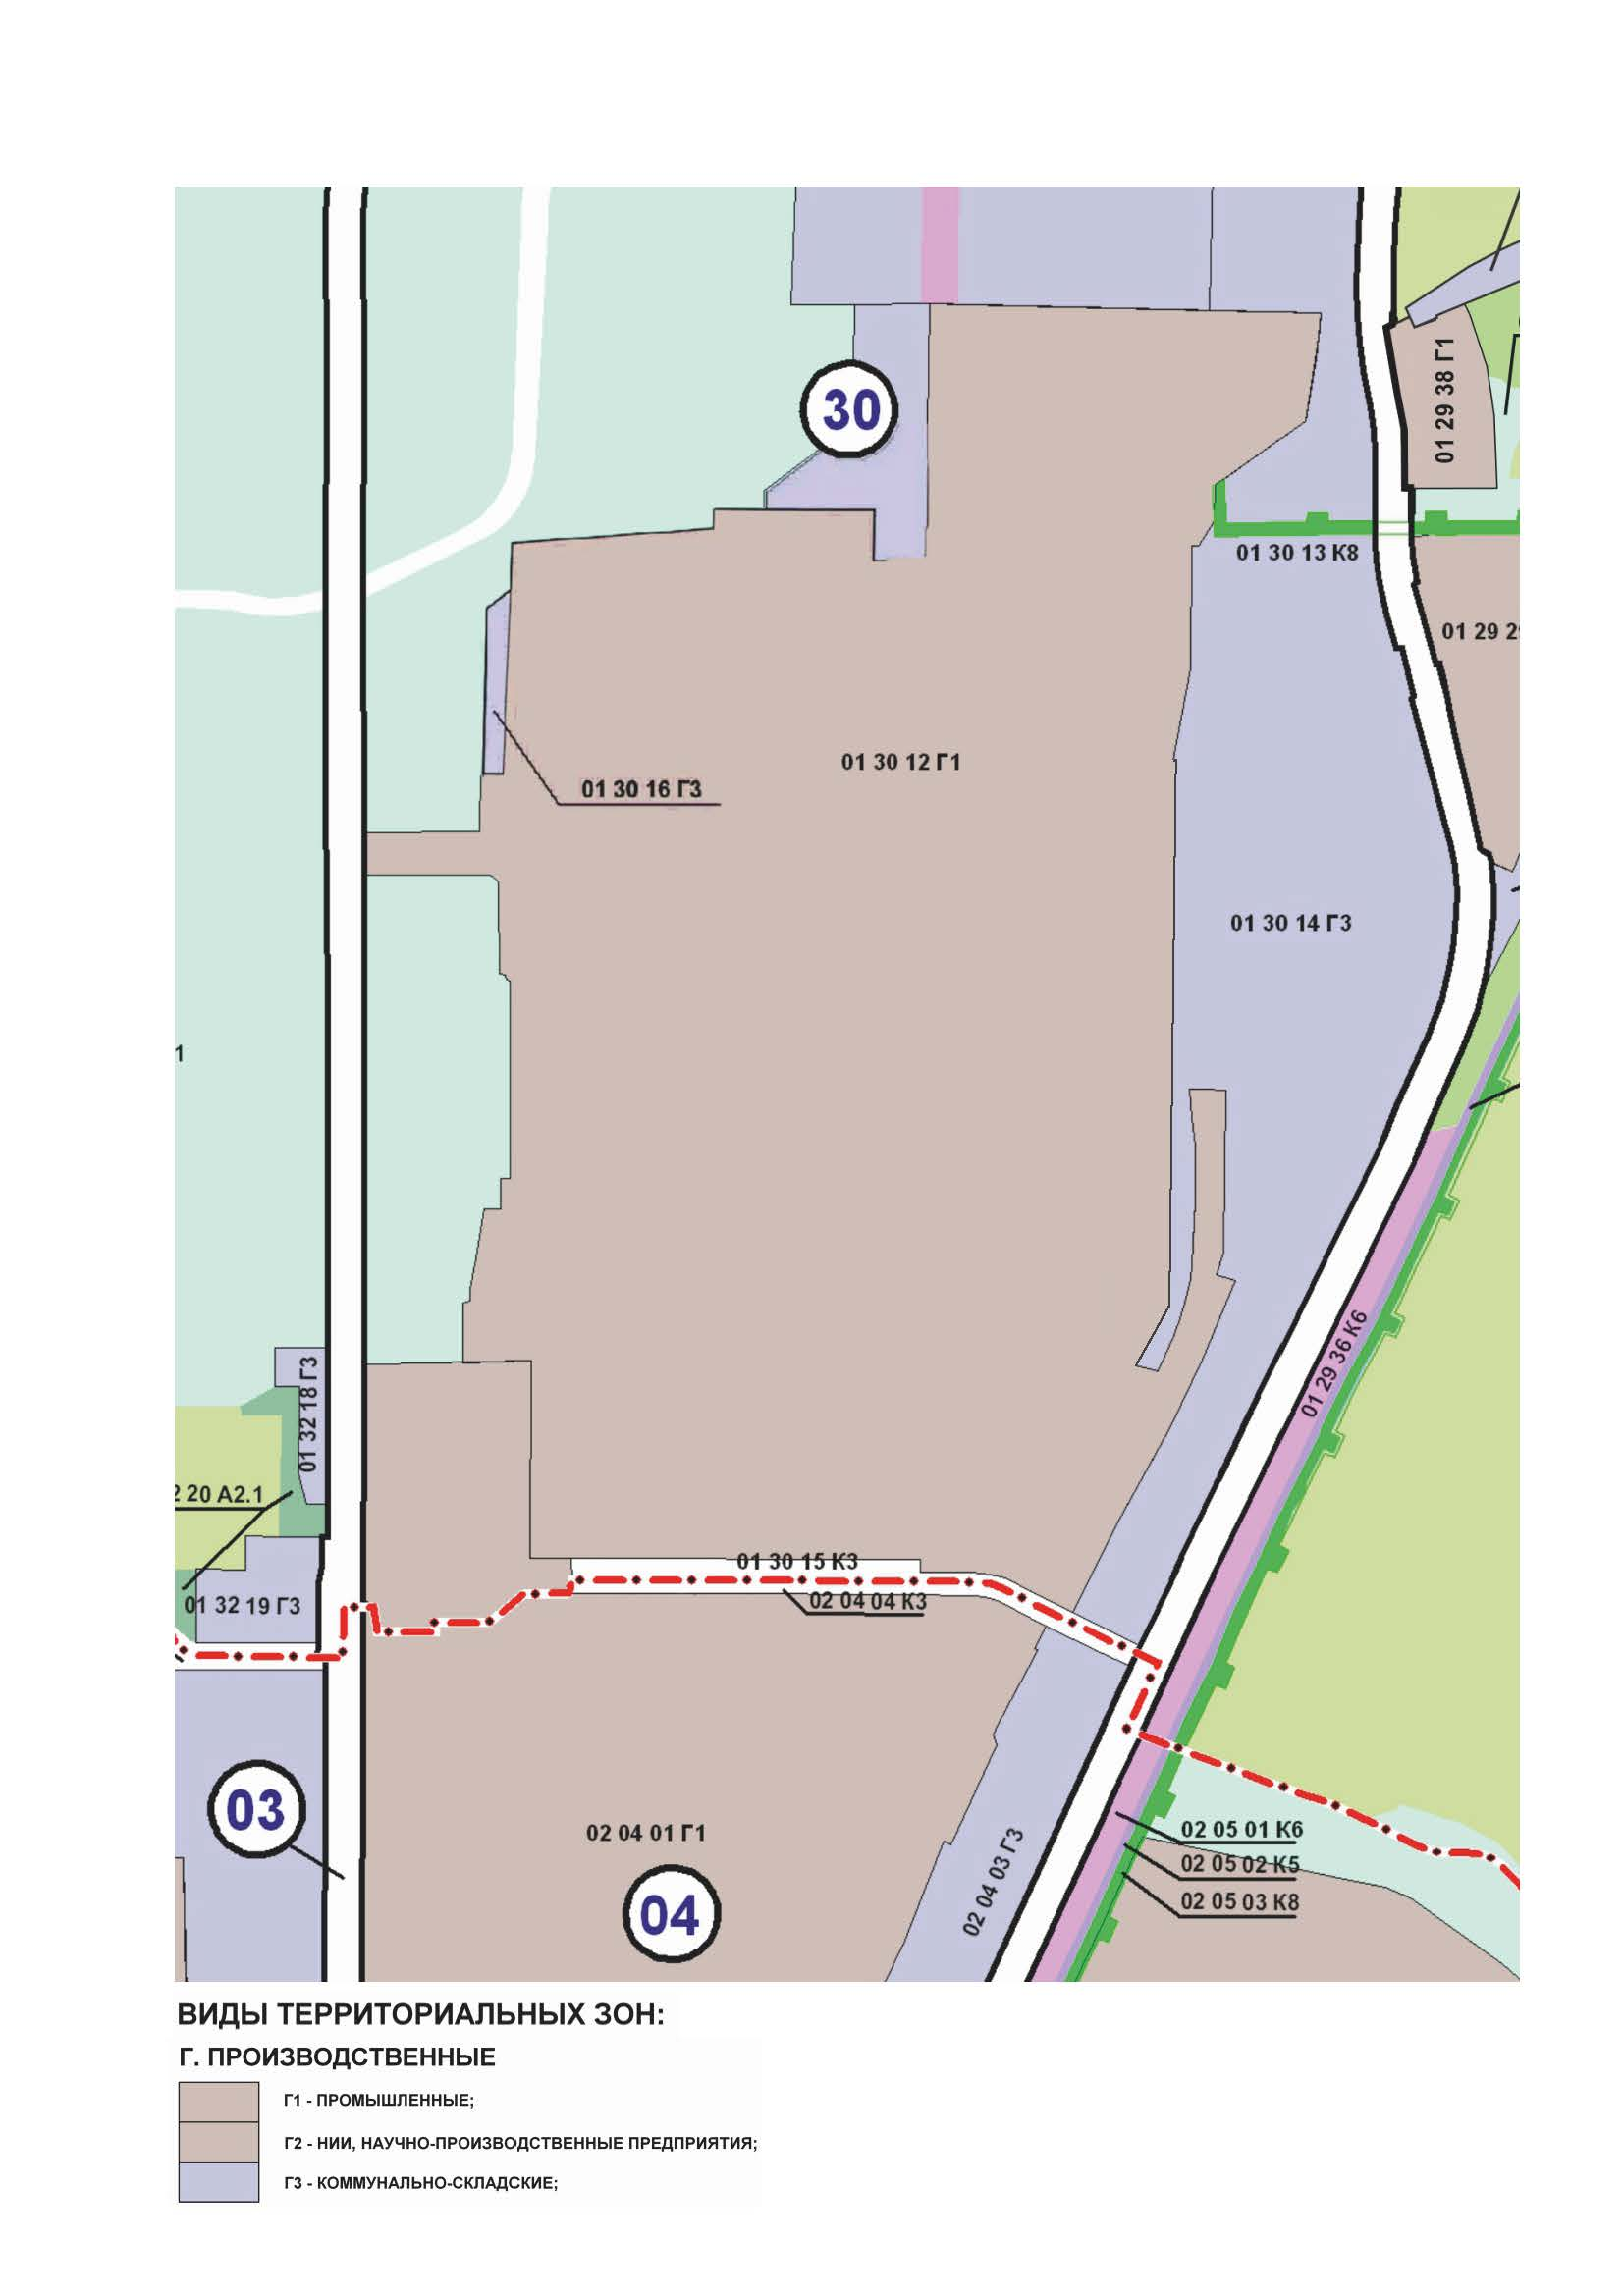 30
01 29 38 Г1
01 30 13 К8
01 29 2
01 30 12 Г1
01 30 16 Г3
01 30 14 Г3
1
01 29 36 К6
01 32 18 Г3
20 А2.1
01 30 15 К3
02 04 04 К3
01 32 19 Г3
03
02 04 01 Г1
04
02 04 03 Г3
02 05 01 К6
02 05 02 К5
02 05 03 К8
ВИДЫ ТЕРРИТОРИАЛЬНЫХ ЗОН:
Г. ПРОИЗВОДСТВЕННЫЕ
Г1 - ПРОМЫШЛЕННЫЕ;
Г2 - НИИ, НАУЧНО-ПРОИЗВОДСТВЕННЫЕ ПРЕДПРИЯТИЯ;
Г3 - КОММУНАЛЬНО-СКЛАДСКИЕ;